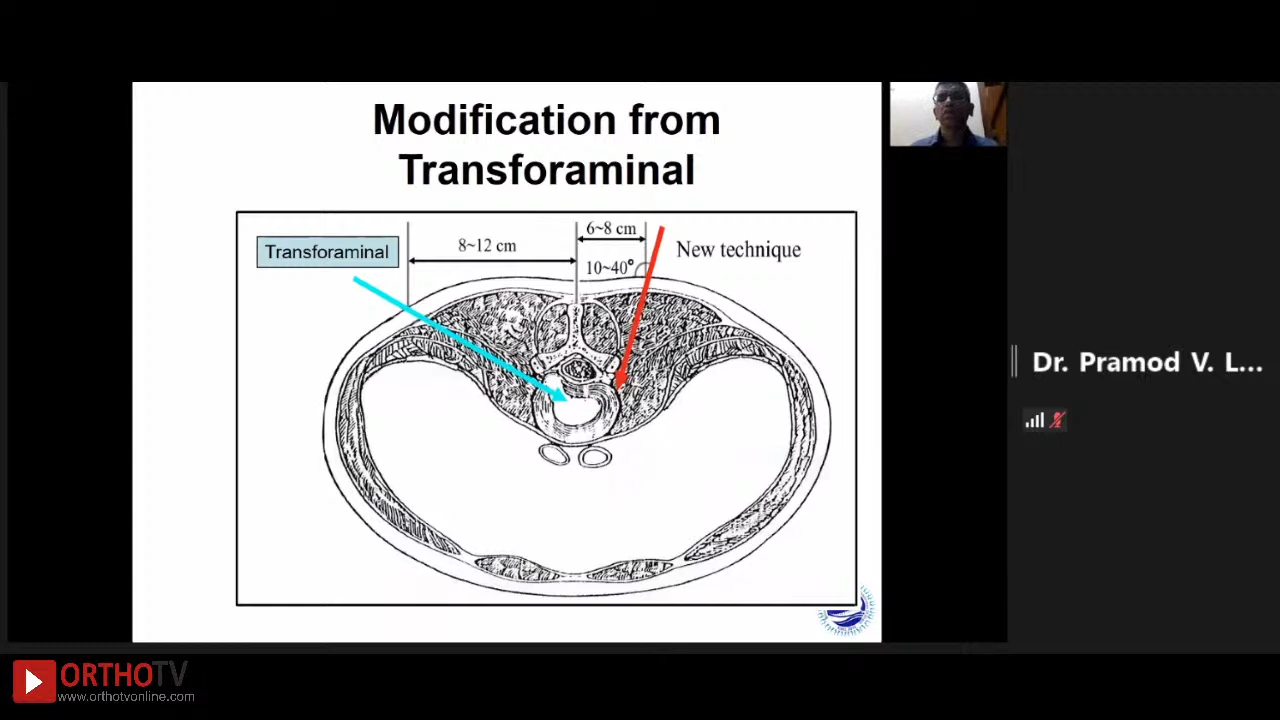 Modification from
Transforaminal
Transforaminal
8~12 cm
6~8 cm
10~40°
New technique
Dr. Pramod V. L...
ORTHOTV
www.orthotvonline.com